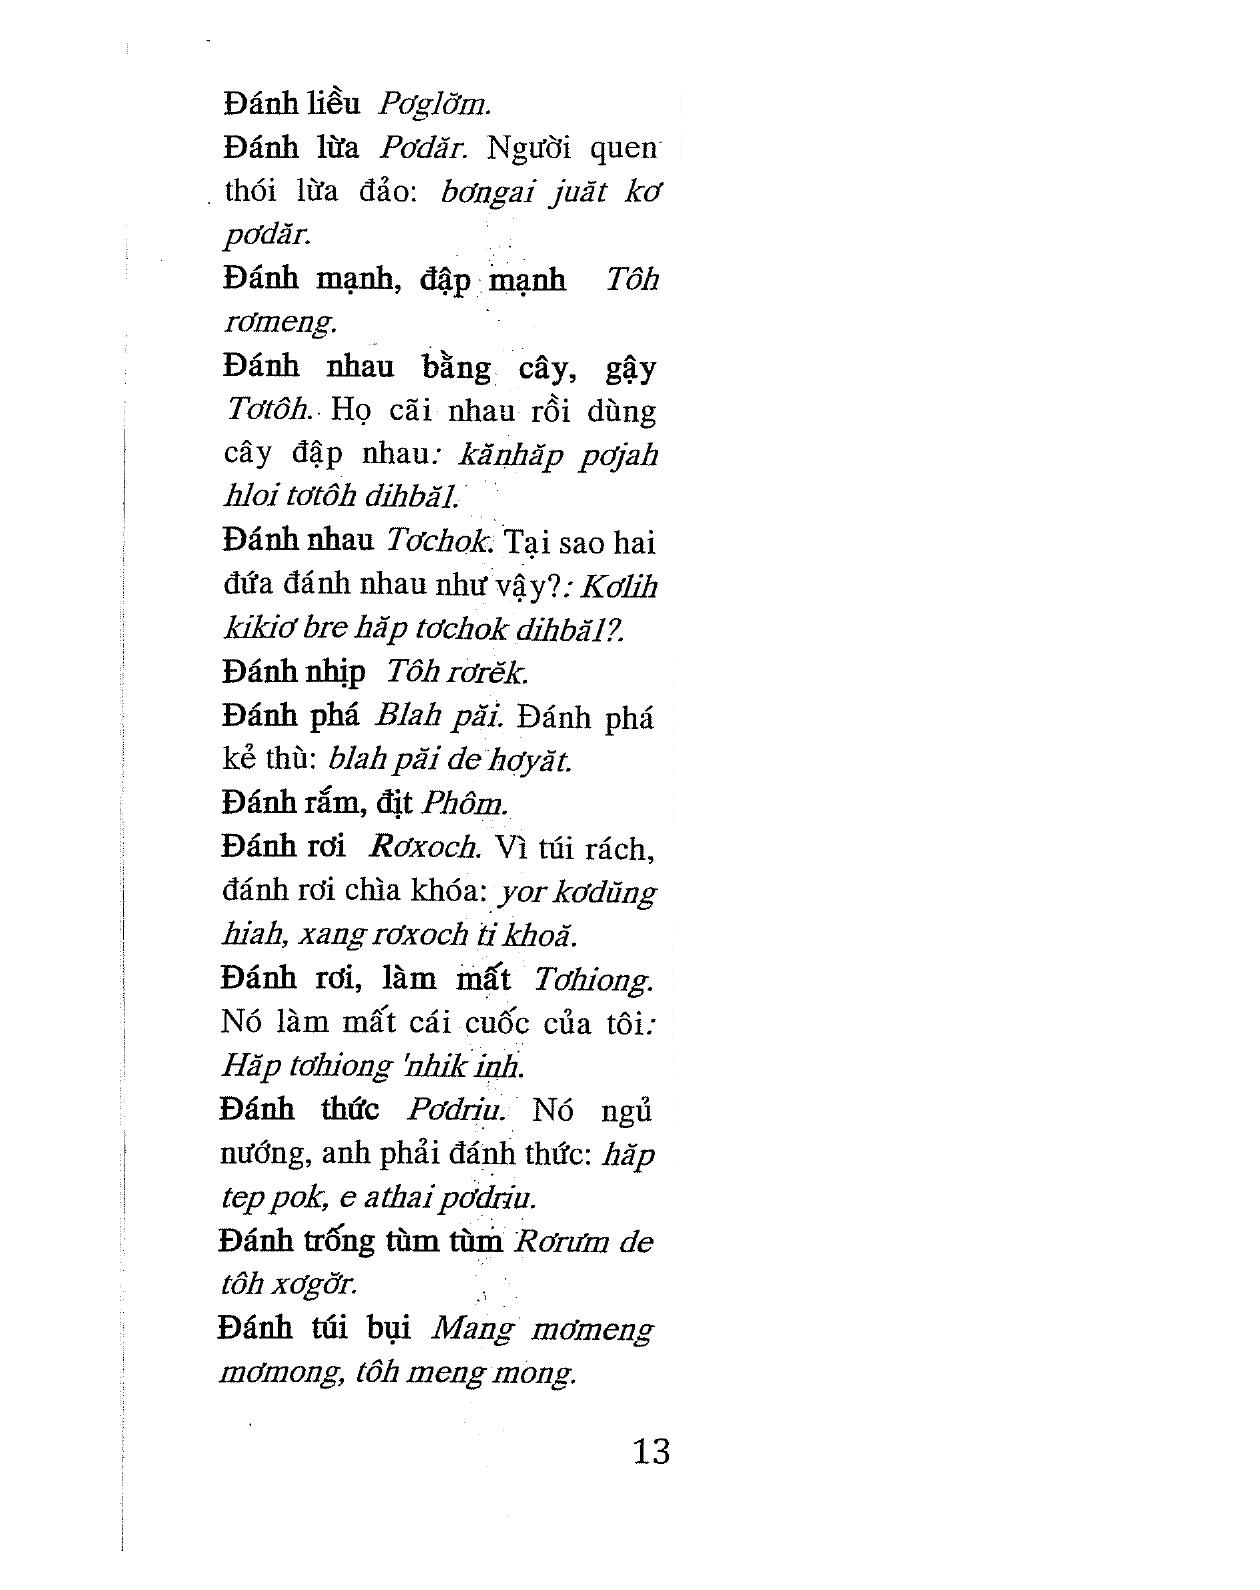 Đánh liều Pơglơ̆m.
Đánh lừa Pơdăr. Người quen
thói lừa đảo: bơngai juăt kơ
pơdăr.
Đánh mạnh, đập mạnh Tôh
rơmeng.
Đánh nhau bằng cây, gậy
Tơtôh. Họ cãi nhau rồi dùng
cây đập nhau: kănhăp pơjah
hloi tơtôh dihbăl.
Đánh nhau Tơchok. Tại sao hai
đứa đánh nhau như vậy?: Kơlih
kikiơ bre hăp tơchok dihbăl?.
Đánh nhịp Tôh rơrĕk.
Đánh phá Blah păi. Đánh phá
kẻ thù: blah păi de hơyăt.
Đánh rắm, địt Phôm.
Đánh rơi Rơxoch. Vì túi rách,
đánh rơi chìa khóa: yor kơdŭng
hiah, xang rơxoch ti khoă.
Đánh rơi, làm mất Tơhiong.
Nó làm mất cái cuốc của tôi:
Hăp tơhiong 'nhik inh.
Đánh thức Pơdriu. Nó ngủ
nướng, anh phải đánh thức: hăp
tep pok, e athai pơdriu.
Đánh trống tùm tùm Rơrưm de
tôh xơgơ̆r.
Đánh túi bụi Mang mơmeng
mơmong, tôh meng mong.
13